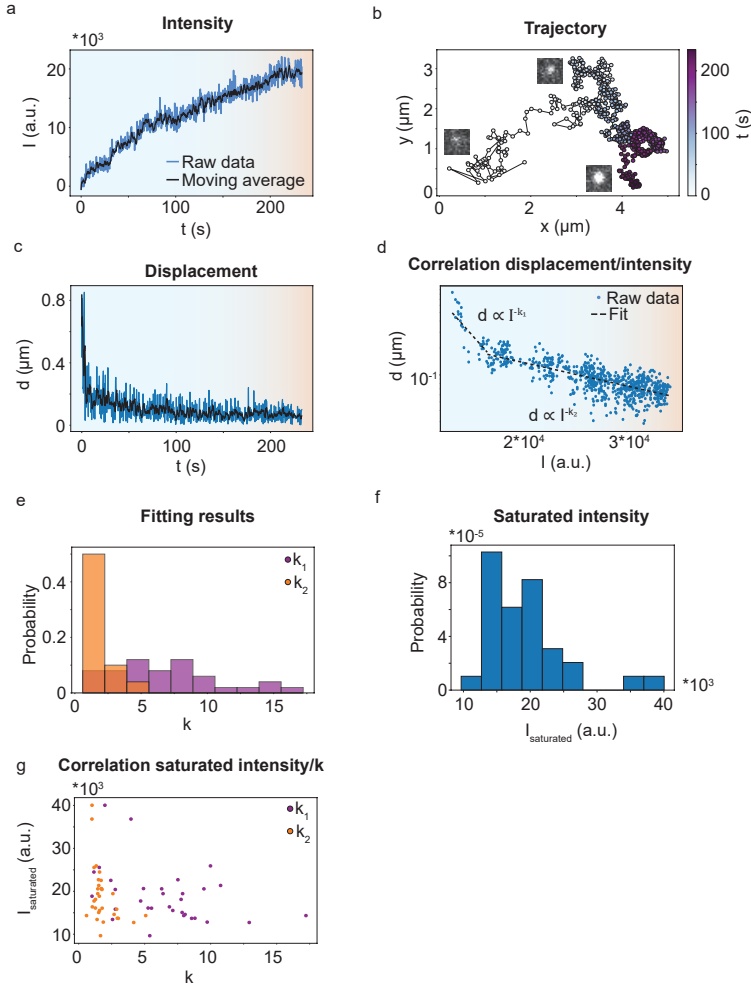 a
Intensity
*10³
20
10
0
I (a.u.)
Raw data
Moving average
0
100
200
t (s)
b
Trajectory
3
2
1
0
y (µm)
0
2
4
x (µm)
200
100
0
t (s)
c
Displacement
0.8
0.4
0
d (µm)
0
100
200
t (s)
d
Correlation displacement/intensity
d ∝ I^-k₁
Raw data
Fit
d (µm)
10⁻¹
d ∝ I^-k₂
2*10⁴
3*10⁴
I (a.u.)
e
Fitting results
k₁
k₂
0.4
0.2
0
Probability
0
5
10
15
k
f
Saturated intensity
*10⁻⁵
8
4
0
Probability
10
20
30
40
*10³
I saturated (a.u.)
g
Correlation saturated intensity/k
*10³
40
30
20
10
0
I saturated (a.u.)
k₁
k₂
0
5
10
15
k